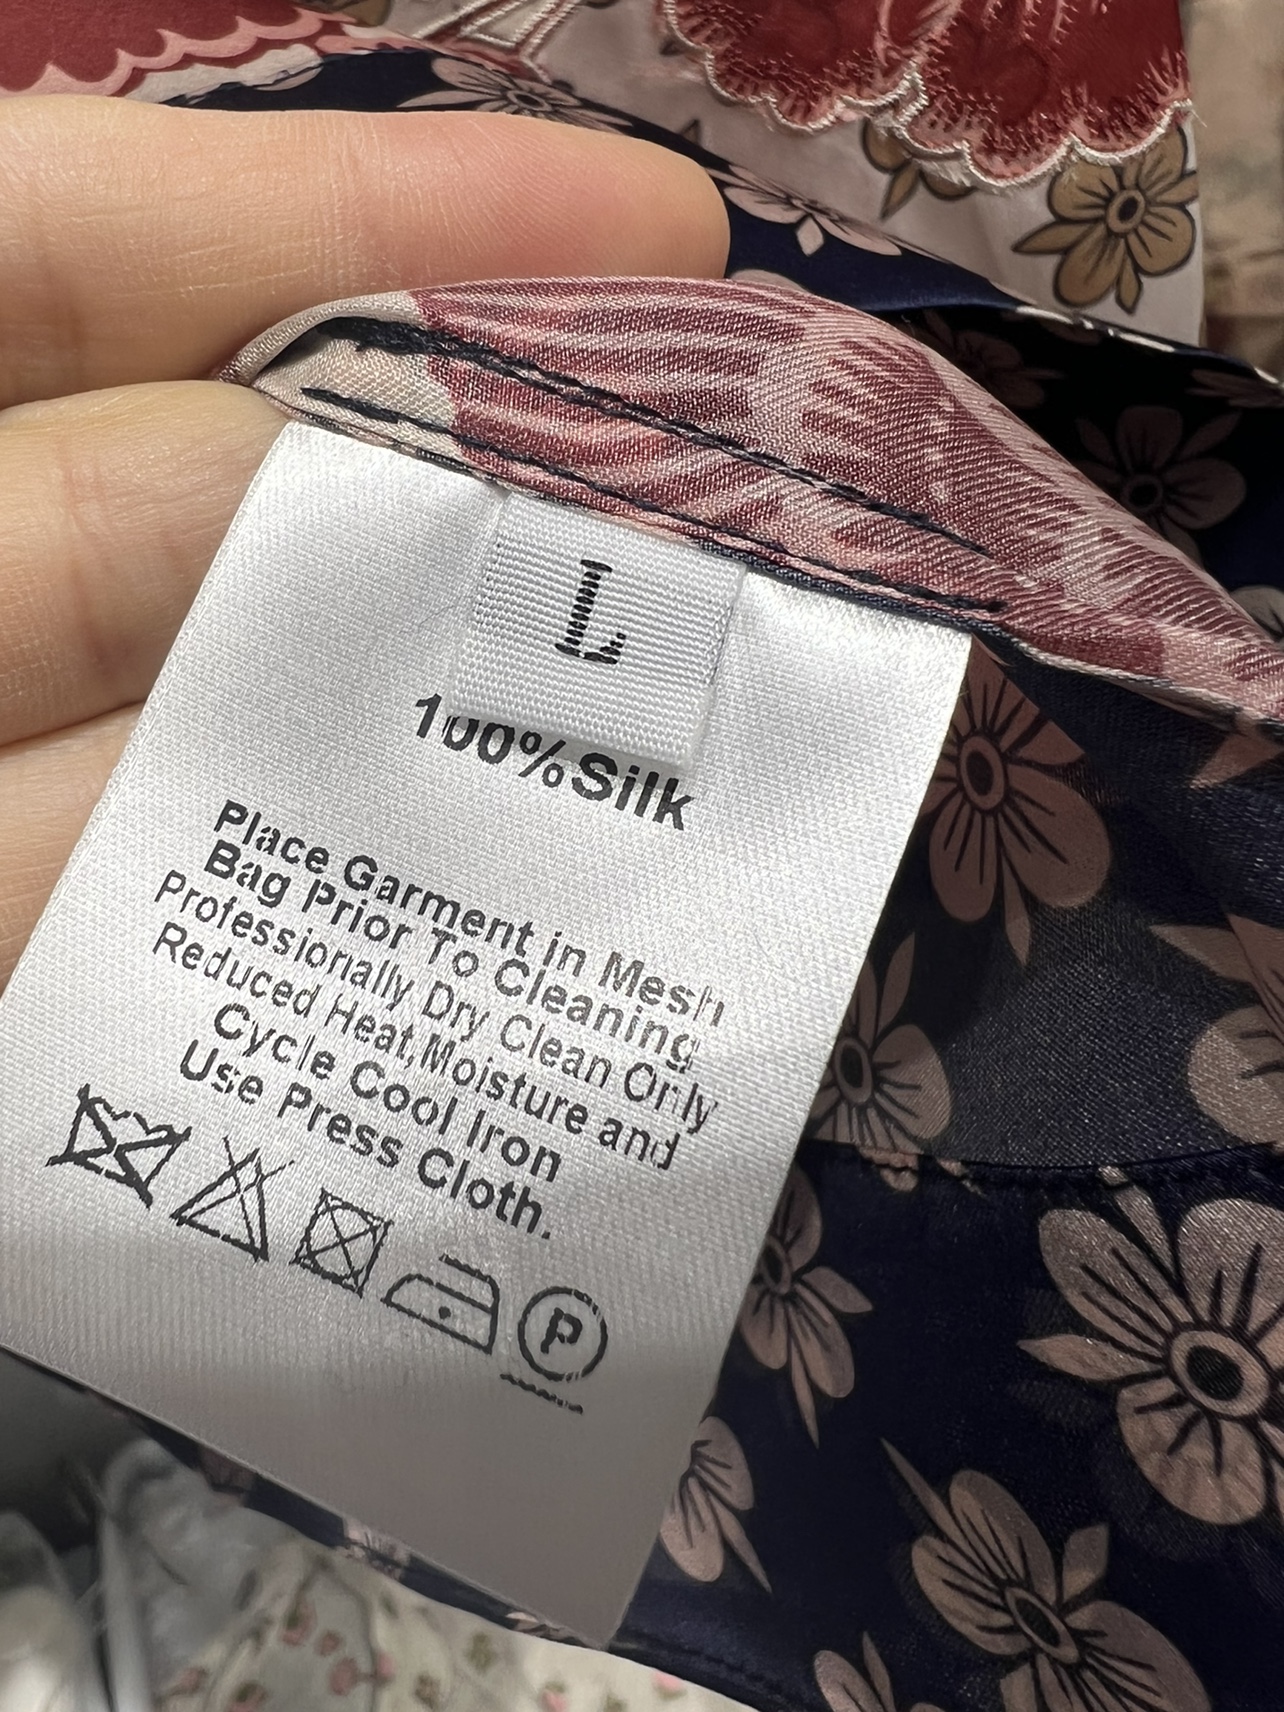 L
100%Silk
Place Garment in Mesh
Bag Prior To Cleaning
Professionally Dry Clean Only
Reduced Heat,Moisture and
Cycle Cool Iron
Use Press Cloth.
P